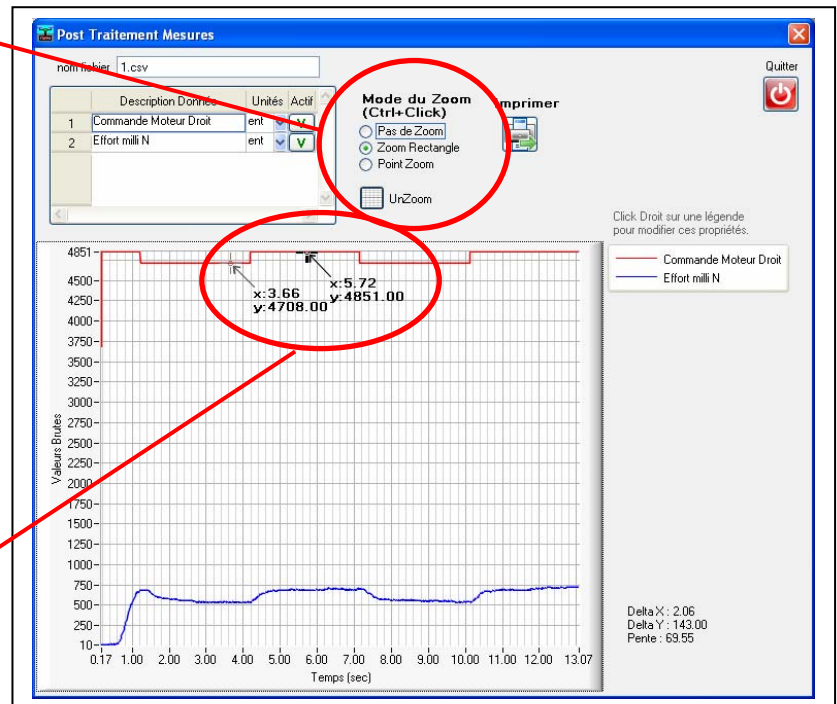 Post Traitement Mesures
nom fichier 1.csv
Quitter
Description Donnée Unités Actif
1 Commande Moteur Droit ent V
2 Effort milli N ent V
Mode du Zoom
(Ctrl+Click)
Pas de Zoom
Zoom Rectangle
Point Zoom
UnZoom
Imprimer
Click Droit sur une légende
pour modifier ces propriétés.
Commande Moteur Droit
Effort milli N
x:3.66
y:4708.00
x:5.72
y:4851.00
Valeurs Brutes
4851
4500
4250
4000
3750
3500
3250
3000
2750
2500
2250
2000
1750
1500
1250
1000
750
500
250
10
0.17 1.00 2.00 3.00 4.00 5.00 6.00 7.00 8.00 9.00 10.00 11.00 12.00 13.07
Temps (sec)
Delta X : 2.06
Delta Y : 143.00
Pente : 69.55